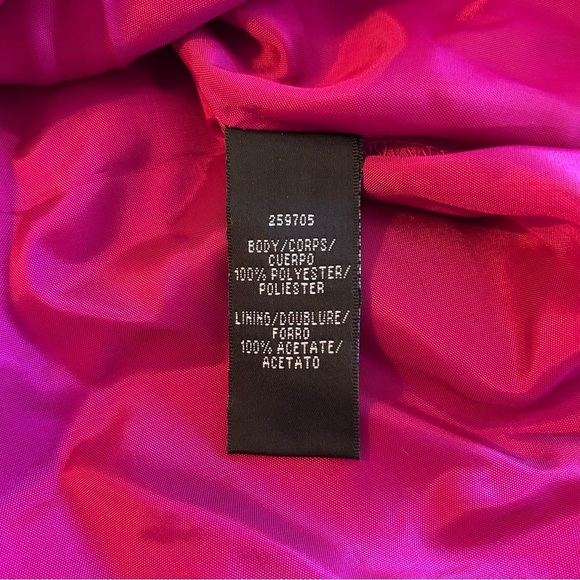 259705
BODY/CORPS/
CUERPO
100% POLYESTER/
POLIESTER
LINING/DOUBLURE/
FORRO
100% ACETATE/
ACETATO